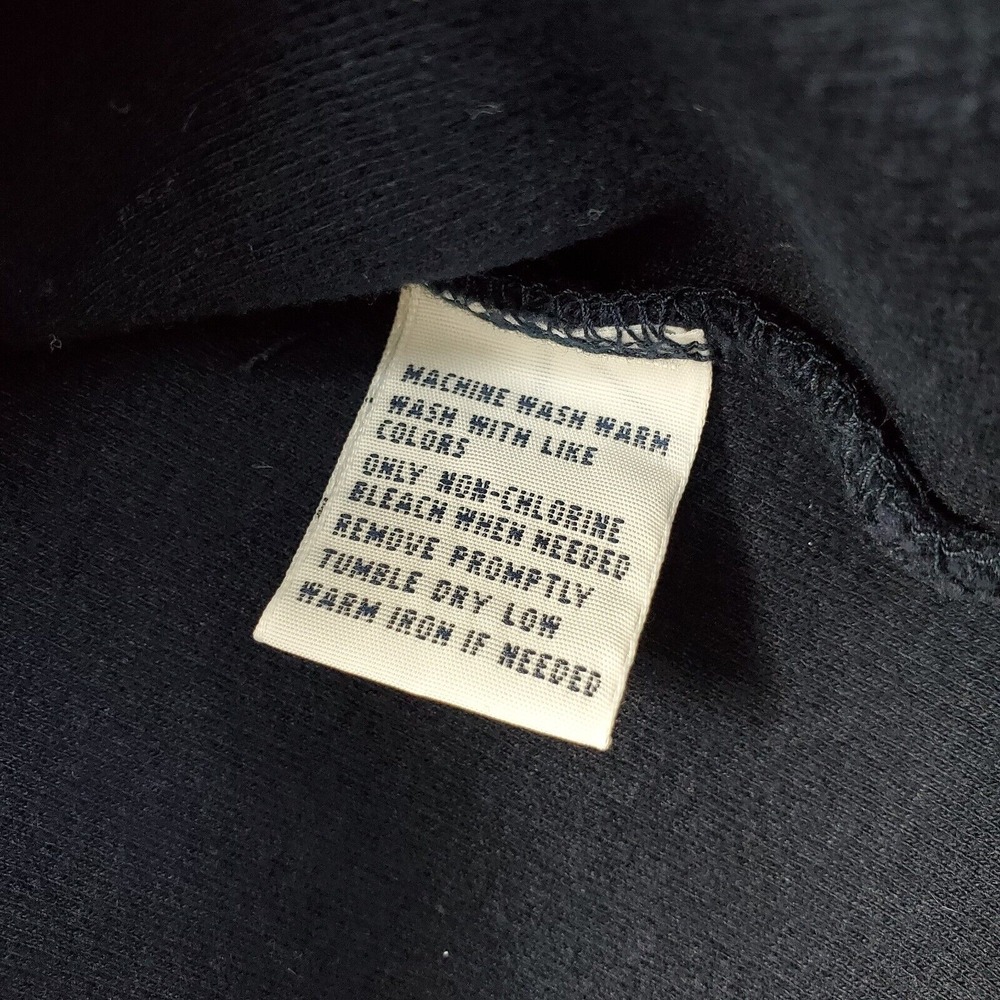 MACHINE WASH WARM
WASH WITH LIKE
COLORS
ONLY NON-CHLORINE
BLEACH WHEN NEEDED
REMOVE PROMPTLY
TUMBLE DRY LOW
WARM IRON IF NEEDED